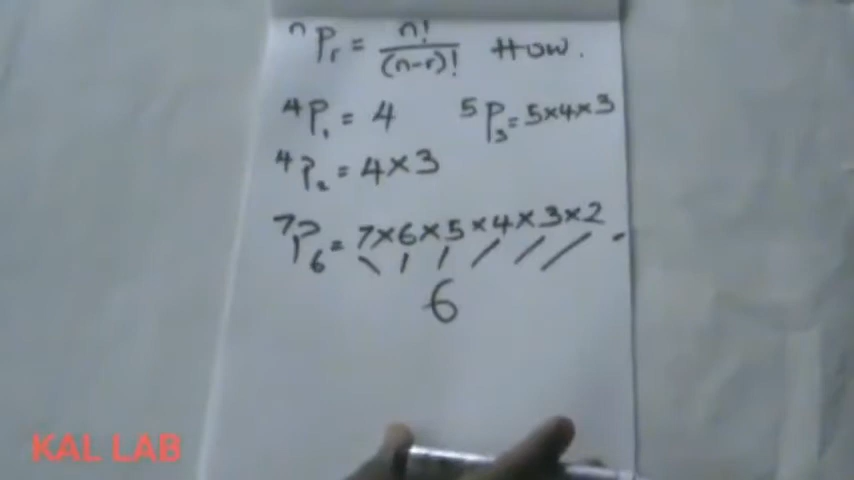 ⁿPᵣ = n!/(n-r)! How.
⁴P₁ = 4 ⁵P₃ = 5×4×3
⁴P₂ = 4×3
⁷P₆ = 7×6×5×4×3×2.
6
KAL LAB